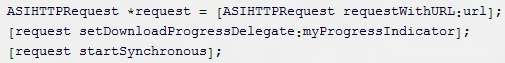 ASIHTTPRequest *request = [ASIHTTPRequest requestWithURL:url];
[request setDownloadProgressDelegate:myProgressIndicator];
[request startSynchronous];